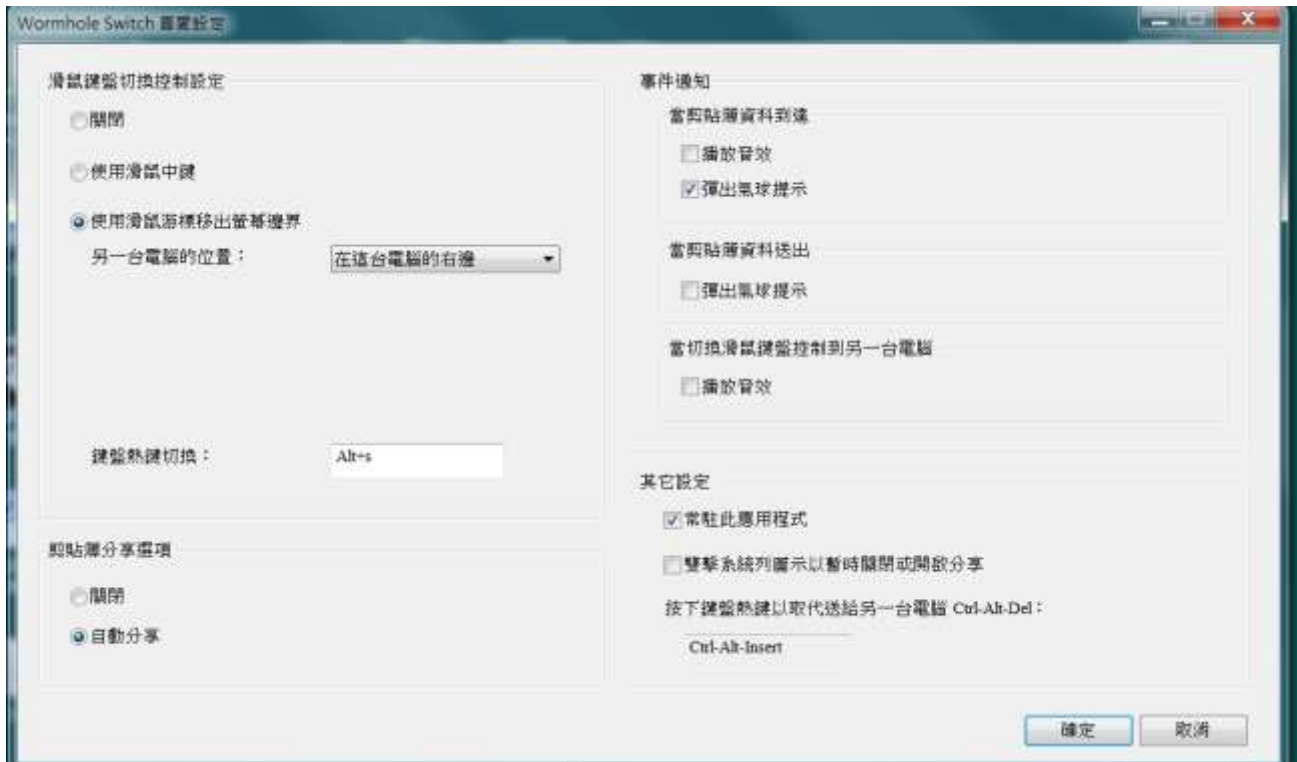 Wormhole Switch 喜愛設定
滑鼠鍵盤切換控制設定
關閉
使用滑鼠中鍵
使用滑鼠游標移出螢幕邊界
另一台電腦的位置：
在這台電腦的右邊
鍵盤熱鍵切換：
Alt+s
剪貼簿分享選項
關閉
自動分享
事件通知
當剪貼簿資料到達
播放音效
彈出氣球提示
當剪貼簿資料送出
彈出氣球提示
當切換滑鼠鍵盤控制到另一台電腦
播放音效
其它設定
常駐此應用程式
雙擊系統列圖示以暫時關閉或開啟分享
按下鍵盤熱鍵以取代送給另一台電腦 Ctrl-Alt-Del：
Ctrl-Alt-Insert
確定
取消